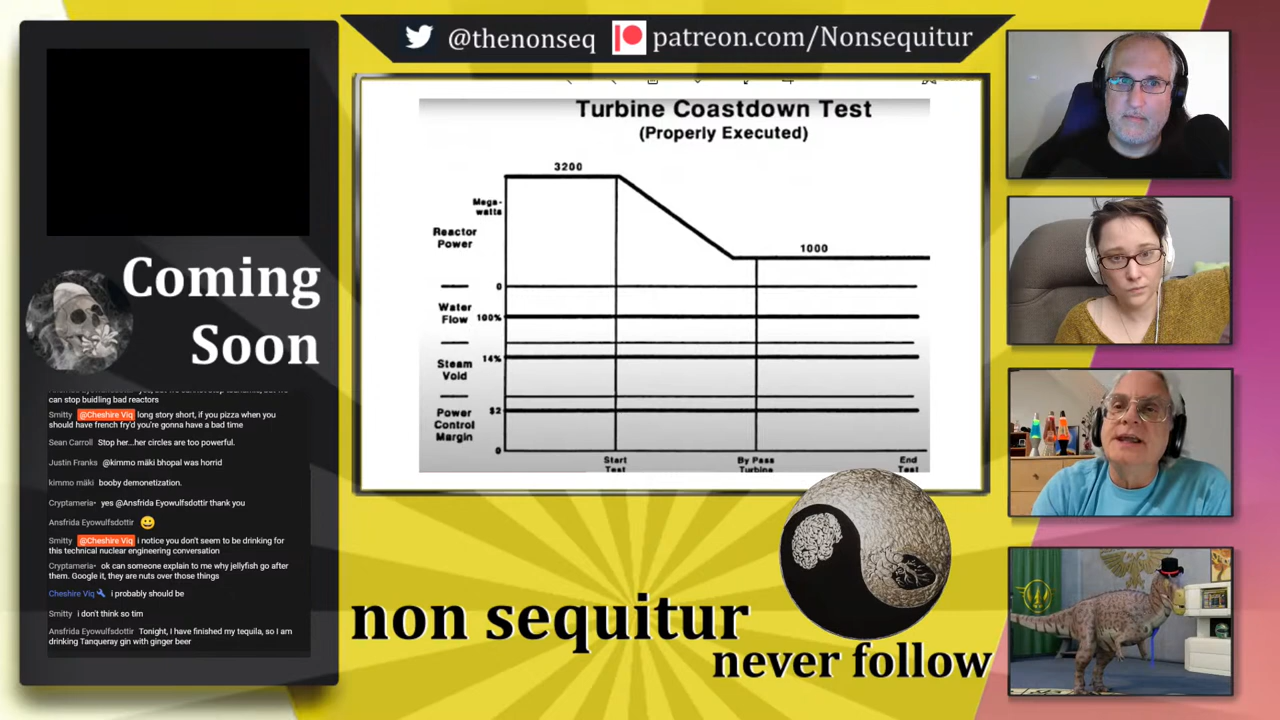 @thenonseq patreon.com/Nonsequitur
Coming
Soon
can stop buidling bad reactors
Smitty @Cheshire Viq long story short, if you pizza when you
should have french fry'd you're gonna have a bad time
Sean Carroll Stop her...her circles are too powerful.
Justin Franks @kimmo mäki bhopal was horrid
kimmo mäki booby demonetization.
Cryptameria yes @Ansfrida Eyowulfsdottir thank you
Ansfrida Eyowulfsdottir
Smitty @Cheshire Viq i notice you don't seem to be drinking for
this technical nuclear engineering conversation
Cryptameria ok can someone explain to me why jellyfish go after
them. Google it, they are nuts over those things
Cheshire Viq i probably should be
Smitty i don't think so tim
Ansfrida Eyowulfsdottir Tonight, I have finished my tequila, so I am
drinking Tanqueray gin with ginger beer
Turbine Coastdown Test
(Properly Executed)
3200
Mega-
watts
Reactor
Power
1000
0
Water
Flow 100%
Steam
Void
14%
Power
Control
Margin
$2
0
Start
Test
By Pass
Turbine
End
Test
non sequitur
never follow